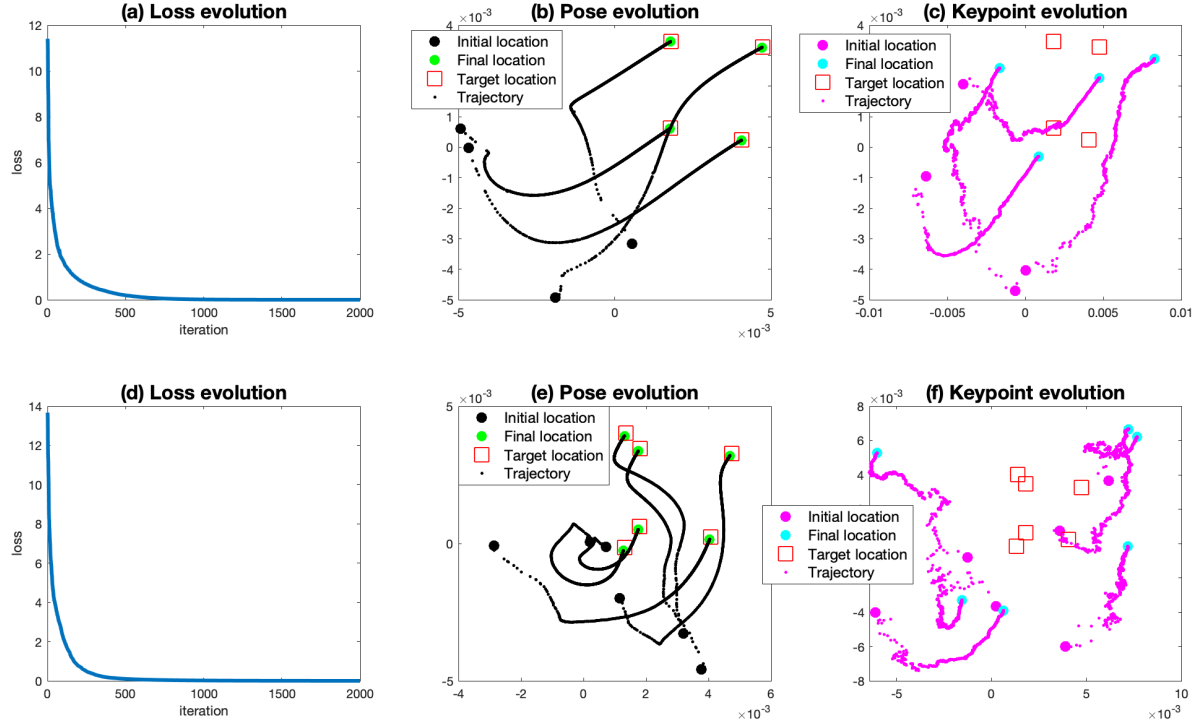 (a) Loss evolution
12
10
8
6
4
2
0
loss
0
500
1000
1500
2000
iteration
(b) Pose evolution
×10⁻³
4
3
2
1
0
-1
-2
-3
-4
-5
-5
0
5
×10⁻³
Initial location
Final location
Target location
Trajectory
(c) Keypoint evolution
×10⁻³
4
2
0
-2
-4
-5
-0.01
-0.005
0
0.005
0.01
Initial location
Final location
Target location
Trajectory
(d) Loss evolution
14
12
10
8
6
4
2
0
loss
0
500
1000
1500
2000
iteration
(e) Pose evolution
5
×10⁻³
0
-5
-4
-2
0
2
4
6
×10⁻³
Initial location
Final location
Target location
Trajectory
(f) Keypoint evolution
8
×10⁻³
6
4
2
-2
-4
-6
-8
-5
0
5
10
×10⁻³
Initial location
Final location
Target location
Trajectory